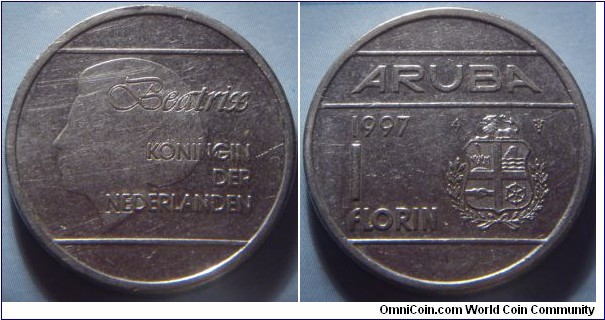 Beatrix
KONINGIN
DER
NEDERLANDEN
ARUBA
1997
1
FLORIN
OmniCoin.com World Coin Community